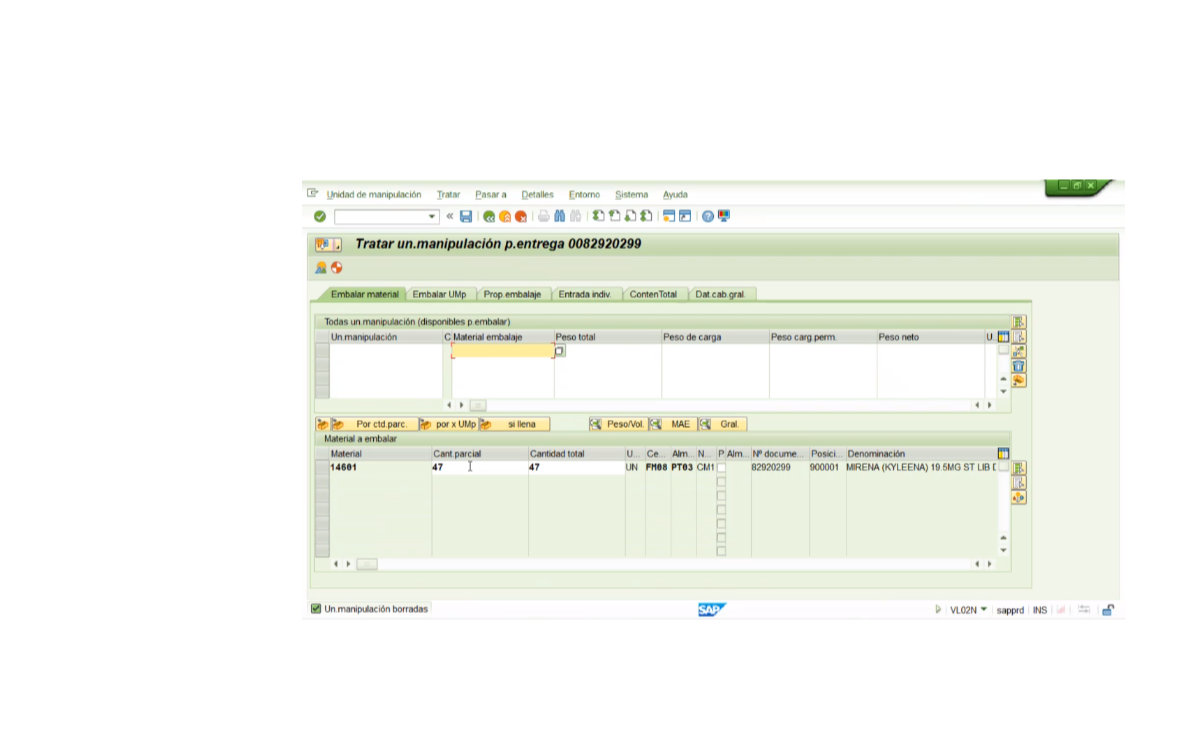 Unidad de manipulación Tratar Pasar a Detalles Entorno Sistema Ayuda
Tratar un.manipulación p.entrega 0082920299
Embalar material Embalar UMp Prop.embalaje Entrada indiv. ContenTotal Dat.cab.gral.
Todas un.manipulación (disponibles p.embalar)
Un.manipulación C Material embalaje Peso total Peso de carga Peso carg.perm. Peso neto U..
Por ctd.parc. por x UMp si llena Peso/Vol. MAE Gral.
Material a embalar
Material Cant.parcial Cantidad total U... Ce... Alm... N... P Alm... Nº docume... Posici... Denominación
14601 47 47 UN FM08 PT03 CM1 82920299 900001 MIRENA (KYLEENA) 19.5MG ST LIB D
Un.manipulación borradas SAP VL02N sapprd INS